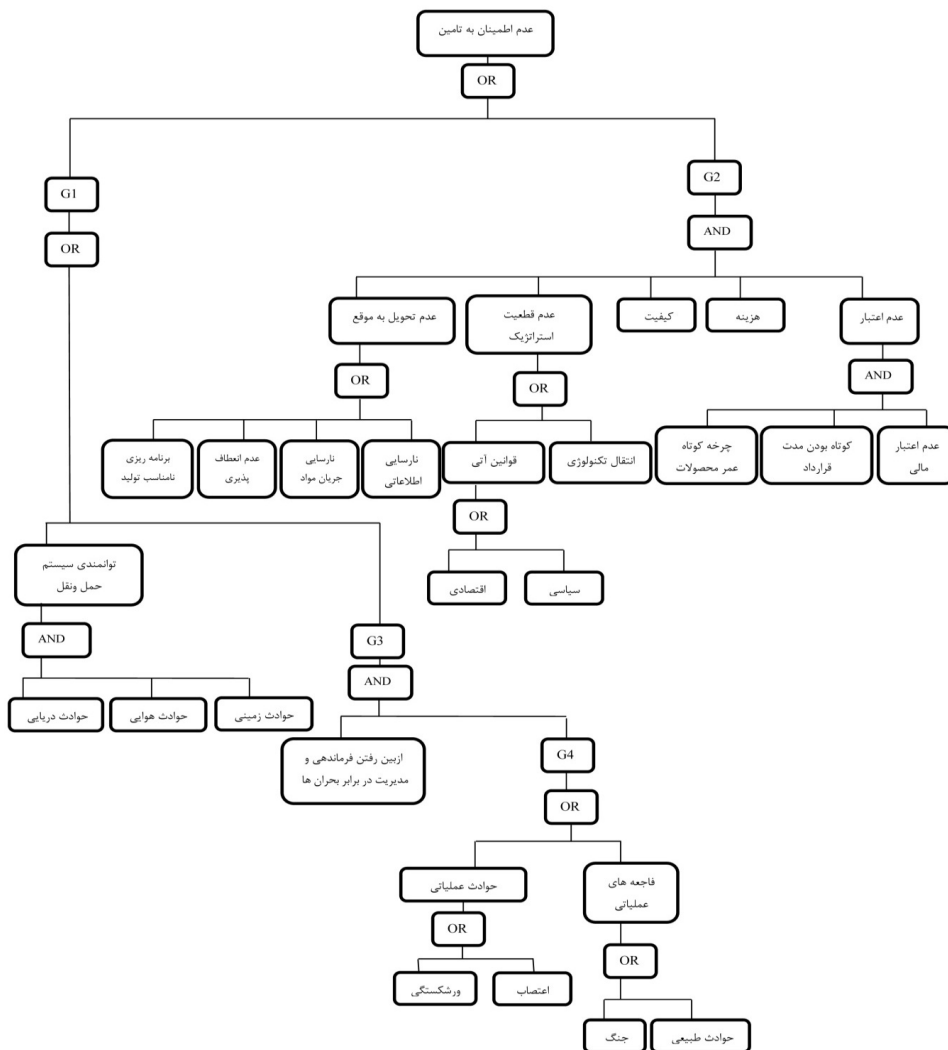 عدم اطمینان به تامین
OR
G1
OR
G2
AND
عدم تحویل به موقع
عدم قطعیت
استراتژیک
کیفیت
هزینه
عدم اعتبار
OR
OR
AND
برنامه ریزی
نامناسب تولید
عدم انعطاف
پذیری
نارسایی
جریان مواد
نارسایی
اطلاعاتی
قوانین آتی
انتقال تکنولوژی
چرخه کوتاه
عمر محصولات
کوتاه بودن مدت
قرارداد
عدم اعتبار
مالی
OR
اقتصادی
سیاسی
توانمندی سیستم
حمل ونقل
AND
حوادث دریایی
حوادث هوایی
حوادث زمینی
G3
AND
ازبین رفتن فرماندهی و
مدیریت در برابر بحران ها
G4
OR
حوادث عملیاتی
OR
ورشکستگی
اعتصاب
فاجعه های
عملیاتی
OR
جنگ
حوادث طبیعی